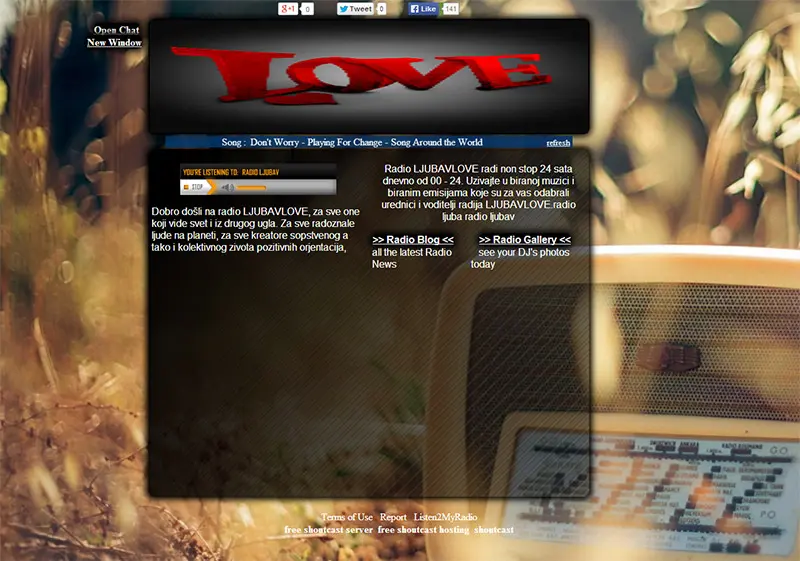 g+1 0 Tweet 0 Like 141
Open Chat
New Window
LOVE
Song : Don't Worry - Playing For Change - Song Around the World refresh
YOU'RE LISTENING TO: RADIO LJUBAV
STOP
Dobro došli na radio LJUBAVLOVE, za sve one
koji vide svet i iz drugog ugla. Za sve radoznale
ljude na planeti, za sve kreatore sopstvenog a
tako i kolektivnog zivota pozitivnih orjentacija,
Radio LJUBAVLOVE radi non stop 24 sata
dnevno od 00 - 24. Uzivajte u biranoj muzici i
biranim emisijama koje su za vas odabrali
urednici i voditelji radija LJUBAVLOVE.radio
ljuba radio ljubav
>> Radio Blog <<
all the latest Radio
News
>> Radio Gallery <<
see your DJ's photos
today
Terms of Use Report Listen2MyRadio
free shoutcast server free shoutcast hosting shoutcast